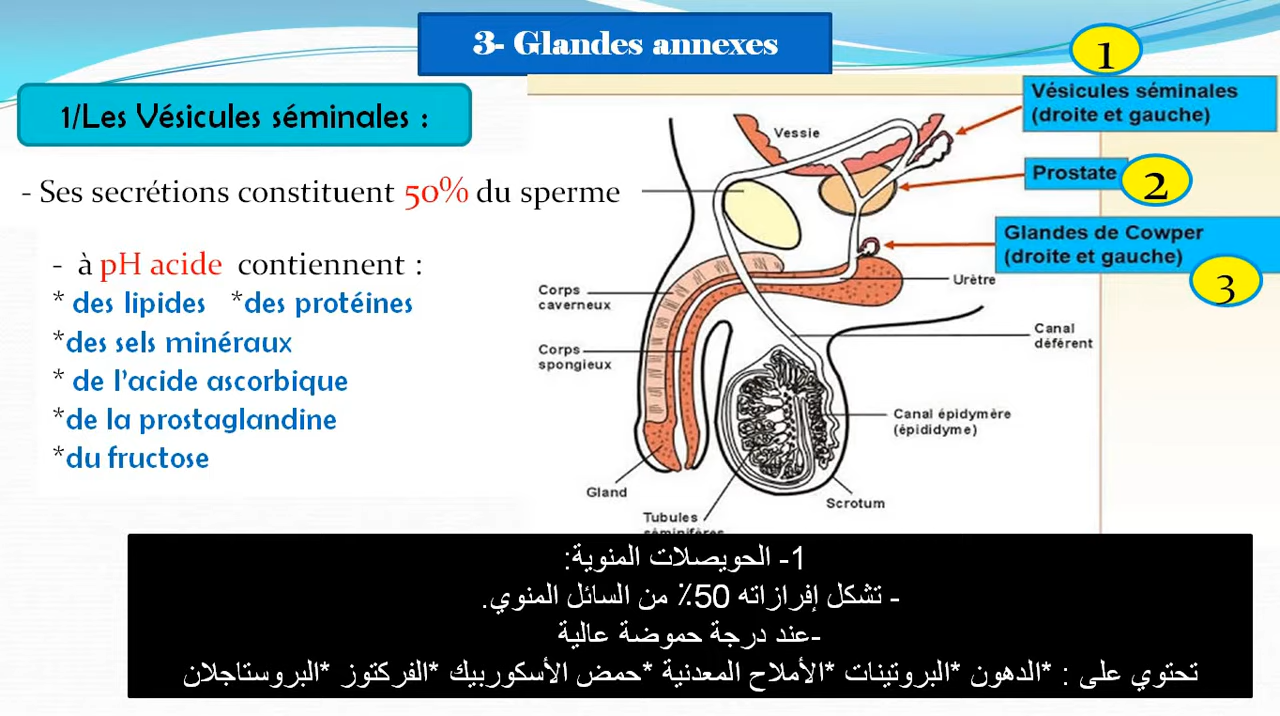 3- Glandes annexes
1/Les Vésicules séminales :
- Ses secrétions constituent 50% du sperme
- à pH acide contiennent :
* des lipides *des protéines
*des sels minéraux
* de l'acide ascorbique
*de la prostaglandine
*du fructose
1
Vésicules séminales
(droite et gauche)
Prostate
2
Glandes de Cowper
(droite et gauche)
3
Vessie
Urètre
Corps
caverneux
Corps
spongieux
Canal
déférent
Canal épidymère
(épididyme)
Gland
Scrotum
Tubules
séminifères
1- الحويصلات المنوية:
- تشكل إفرازاته 50٪ من السائل المنوي.
-عند درجة حموضة عالية
تحتوي على : *الدهون *البروتينات *الأملاح المعدنية *حمض الأسكوربيك *الفركتوز *البروستاجلان